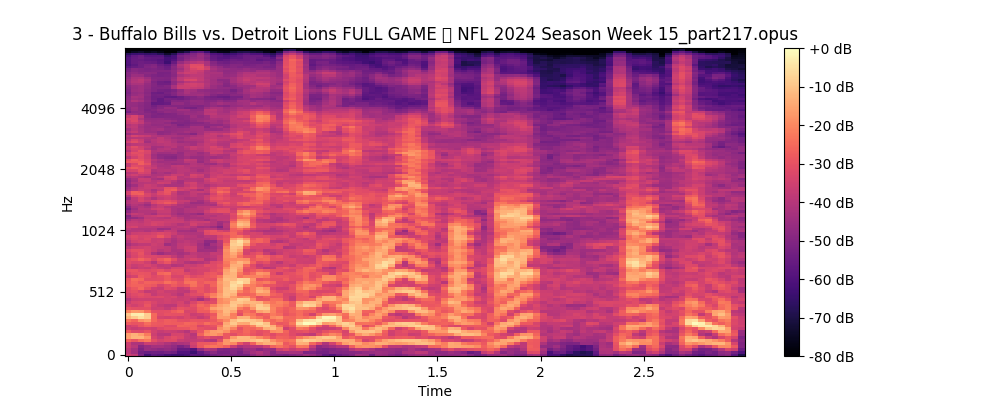 3 - Buffalo Bills vs. Detroit Lions FULL GAME ▯ NFL 2024 Season Week 15_part217.opus
+0 dB
4096
-10 dB
-20 dB
2048
-30 dB
Hz
1024
-40 dB
-50 dB
512
-60 dB
-70 dB
0
-80 dB
0 0.5 1 1.5 2 2.5
Time